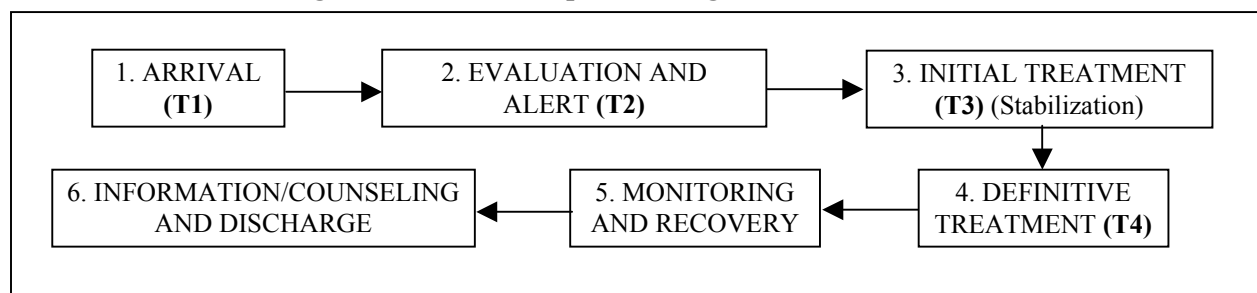 1. ARRIVAL
(T1)
2. EVALUATION AND
ALERT (T2)
3. INITIAL TREATMENT
(T3) (Stabilization)
4. DEFINITIVE
TREATMENT (T4)
5. MONITORING
AND RECOVERY
6. INFORMATION/COUNSELING
AND DISCHARGE